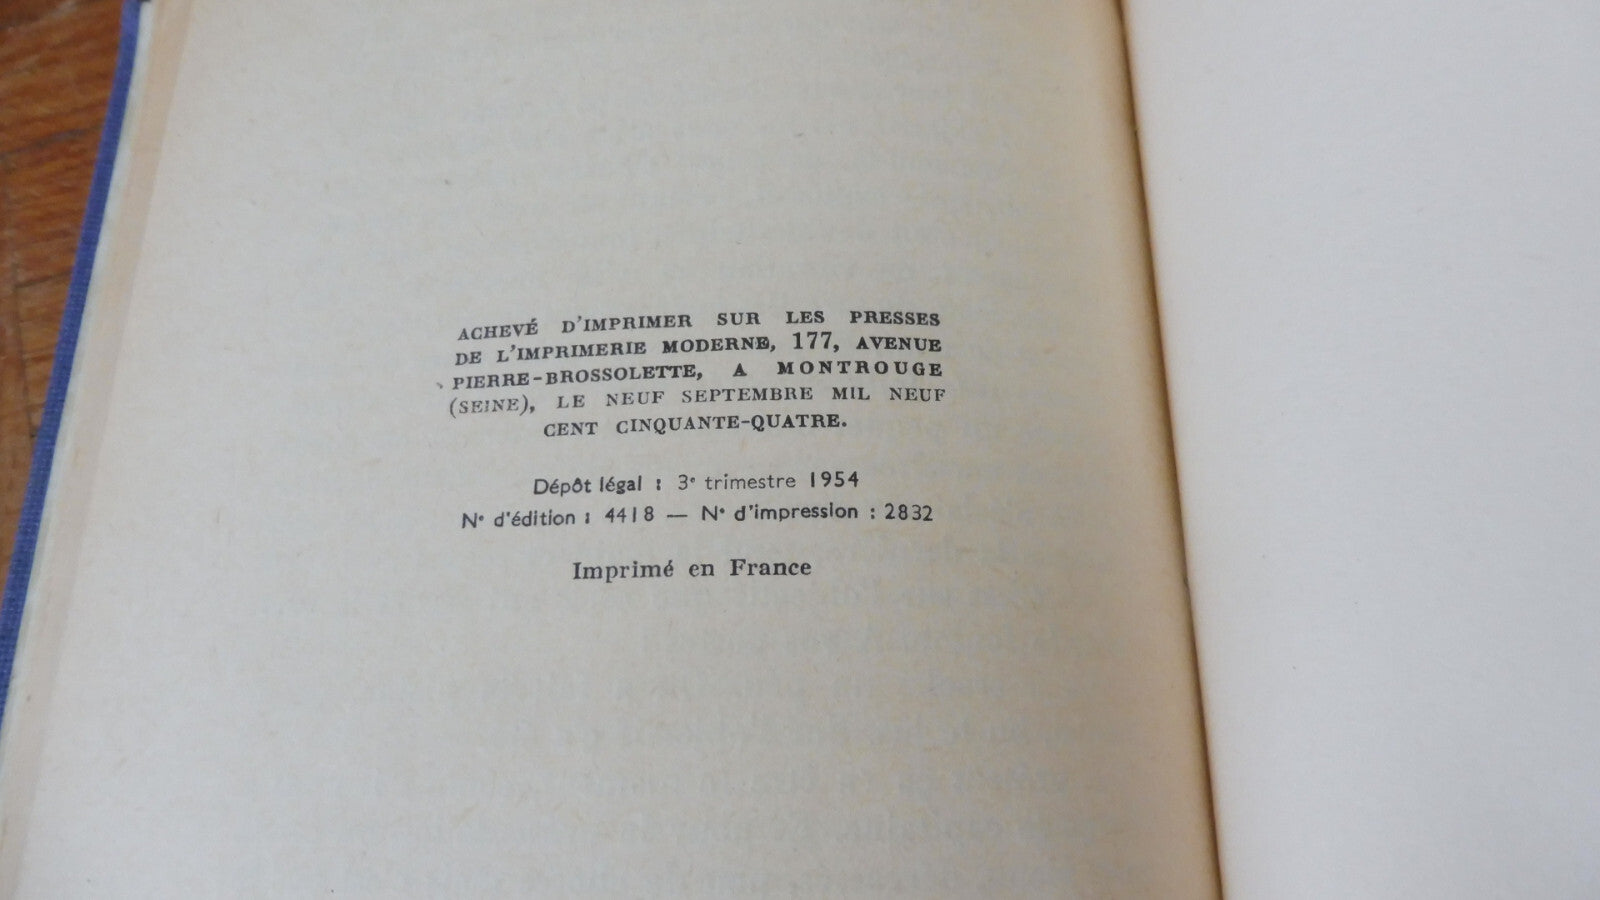 ACHEVÉ D'IMPRIMER SUR LES PRESSES
DE L'IMPRIMERIE MODERNE, 177, AVENUE
PIERRE-BROSSOLETTE, A MONTROUGE
(SEINE), LE NEUF SEPTEMBRE MIL NEUF
CENT CINQUANTE-QUATRE.
Dépôt légal : 3e trimestre 1954
N° d'édition : 4418 — N° d'impression : 2832
Imprimé en France